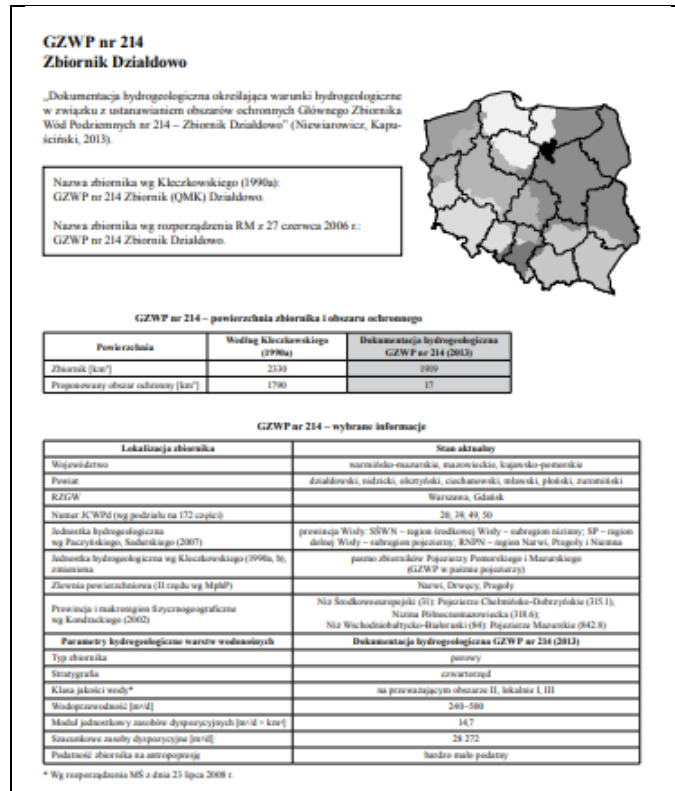 GZWP nr 214
Zbiornik Działdowo
„Dokumentacja hydrogeologiczna określająca warunki hydrogeologiczne
w związku z ustanawianiem obszarów ochronnych Głównego Zbiornika
Wód Podziemnych nr 214 – Zbiornik Działdowo” (Niewiarowicz, Kapu-
ściński, 2013).
Nazwa zbiornika wg Kleczkowskiego (1990a):
GZWP nr 214 Zbiornik (QMK) Działdowo.
Nazwa zbiornika wg rozporządzenia RM z 27 czerwca 2006 r.:
GZWP nr 214 Zbiornik Działdowo.
GZWP nr 214 – powierzchnia zbiornika i obszaru ochronnego
Powierzchnia Według Kleczkowskiego (1990a) Dokumentacja hydrogeologiczna GZWP nr 214 (2013)
Zbiornik [km²] 2330 1919
Proponowany obszar ochronny [km²] 1790 17
GZWP nr 214 – wybrane informacje
Lokalizacja zbiornika Stan aktualny
Województwo warmińsko-mazurskie, mazowieckie, kujawsko-pomorskie
Powiat działdowski, nidzicki, olsztyński, ciechanowski, mławski, płoński, żuromiński
RZGW Warszawa, Gdańsk
Numer JCWPd (wg podziału na 172 części) 20, 39, 49, 50
Jednostka hydrogeologiczna wg Paczyńskiego, Sadurskiego (2007) prowincja Wisły: SŚWN – region środkowej Wisły – subregion nizinny; SP – region dolnej Wisły – subregion pojezierny; RNPN – region Narwi, Pregoły i Niemna
Jednostka hydrogeologiczna wg Kleczkowskiego (1990a, b), zmieniona pasmo zbiorników Pojezierzy Pomorskiego i Mazurskiego (GZWP w paśmie pojezierzy)
Zlewnia powierzchniowa (II rzędu wg MphP) Narwi, Drwęcy, Pregoły
Prowincja i makroregion fizycznogeograficzne wg Kondrackiego (2002) Niż Środkowoeuropejski (31): Pojezierze Chełmińsko-Dobrzyńskie (315.1), Nizina Północnomazowiecka (318.6); Niż Wschodniobałtycko-Białoruski (84): Pojezierze Mazurskie (842.8)
Parametry hydrogeologiczne warstw wodonośnych Dokumentacja hydrogeologiczna GZWP nr 214 (2013)
Typ zbiornika porowy
Stratygrafia czwartorzęd
Klasa jakości wody* na przeważającym obszarze II, lokalnie I, III
Wodoprzewodność [m²/d] 240–500
Moduł jednostkowy zasobów dyspozycyjnych [m³/d × km²] 14,7
Szacunkowe zasoby dyspozycyjne [m³/d] 28 272
Podatność zbiornika na antropopresję bardzo mało podatny
* Wg rozporządzenia MŚ z dnia 23 lipca 2008 r.